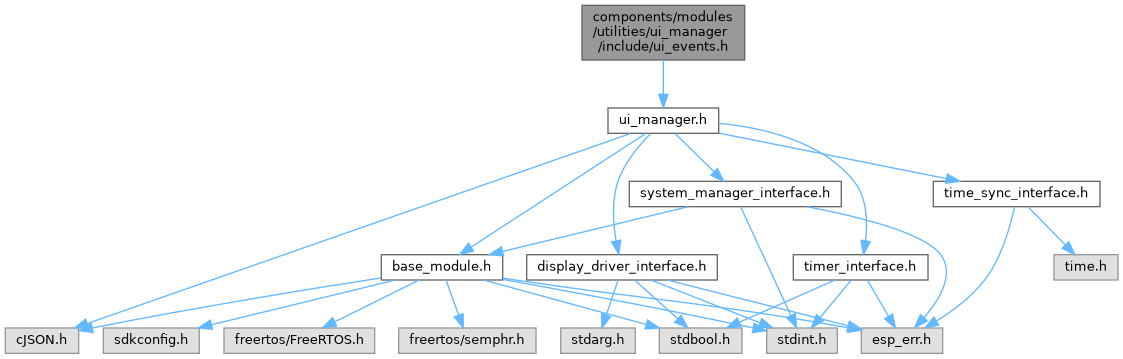 components/modules
/utilities/ui_manager
/include/ui_events.h
ui_manager.h
system_manager_interface.h
time_sync_interface.h
base_module.h
display_driver_interface.h
timer_interface.h
time.h
cJSON.h
sdkconfig.h
freertos/FreeRTOS.h
freertos/semphr.h
stdarg.h
stdbool.h
stdint.h
esp_err.h